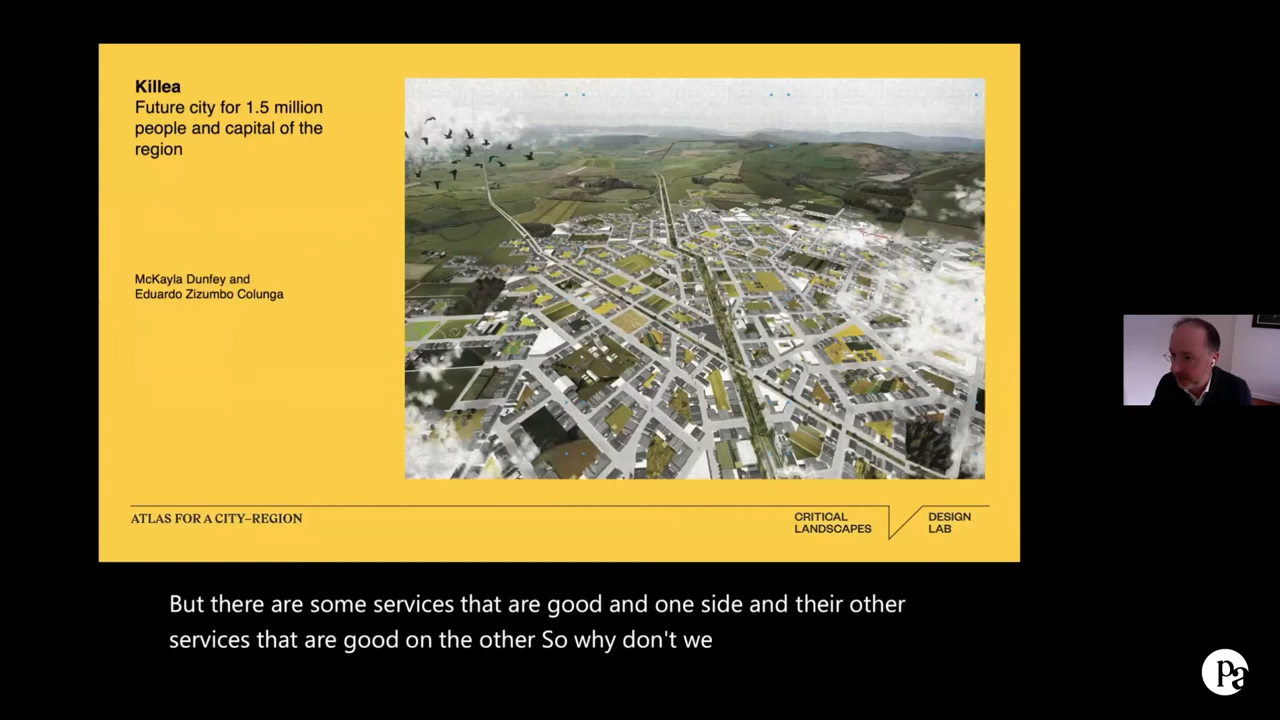 Killea
Future city for 1.5 million
people and capital of the
region
McKayla Dunfey and
Eduardo Zizumbo Colunga
ATLAS FOR A CITY–REGION
CRITICAL
LANDSCAPES
DESIGN
LAB
But there are some services that are good and one side and their other
services that are good on the other So why don't we
Pa